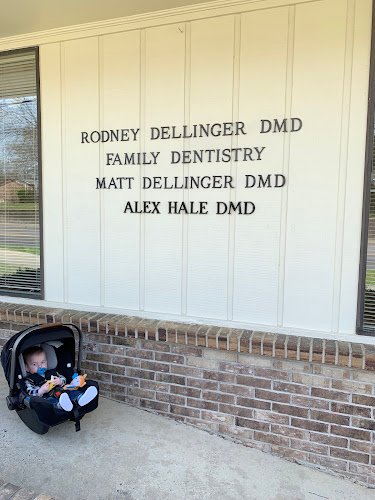 RODNEY DELLINGER DMD
FAMILY DENTISTRY
MATT DELLINGER DMD
ALEX HALE DMD